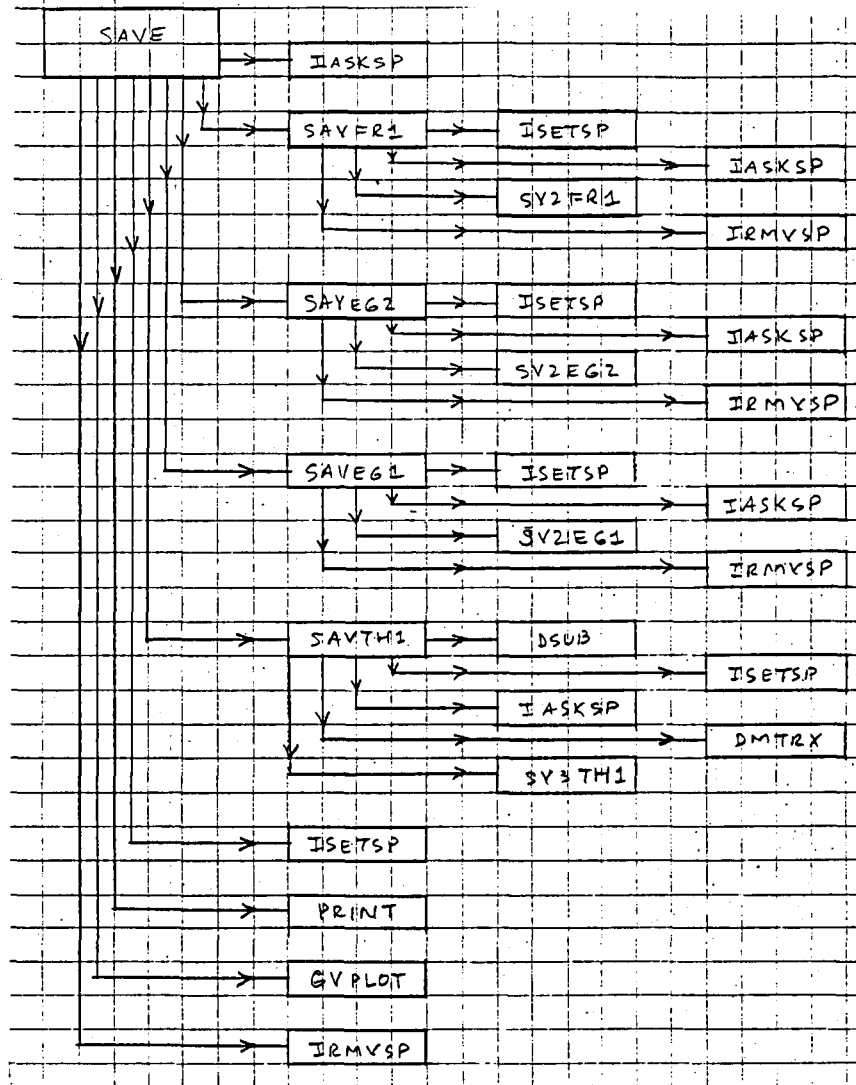 SAVE
IASKSP
SAVFR1
ISETSP
IASKSP
SV2FR1
IRMVSP
SAVEG2
ISETSP
IASKSP
SV2EG2
IRMVSP
SAVEG1
ISETSP
IASKSP
SV2EG1
IRMVSP
SAVTH1
DSUB
ISETSP
IASKSP
DMTRX
SV3TH1
ISETSP
PRINT
GVPLOT
IRMVSP